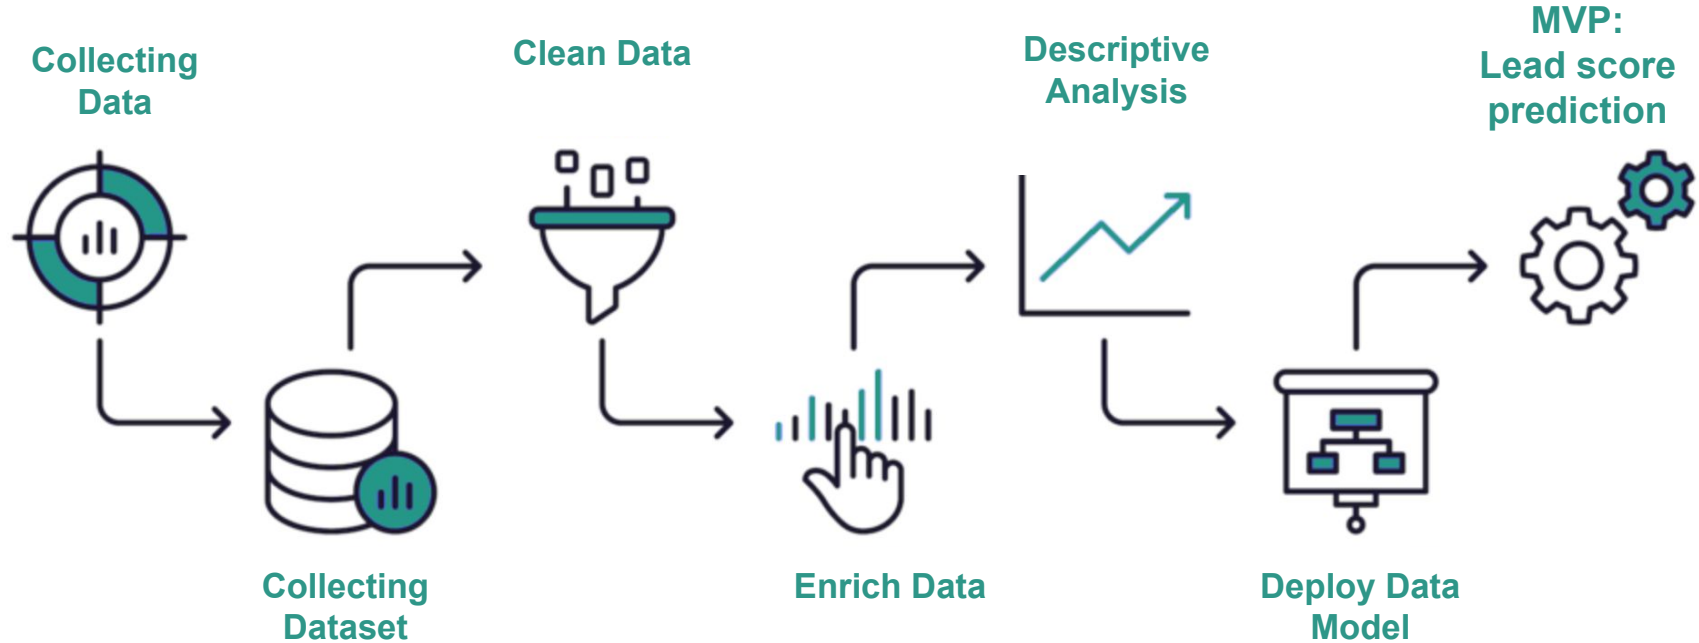 Collecting
Data
Collecting
Dataset
Clean Data
Enrich Data
Descriptive
Analysis
Deploy Data
Model
MVP:
Lead score
prediction